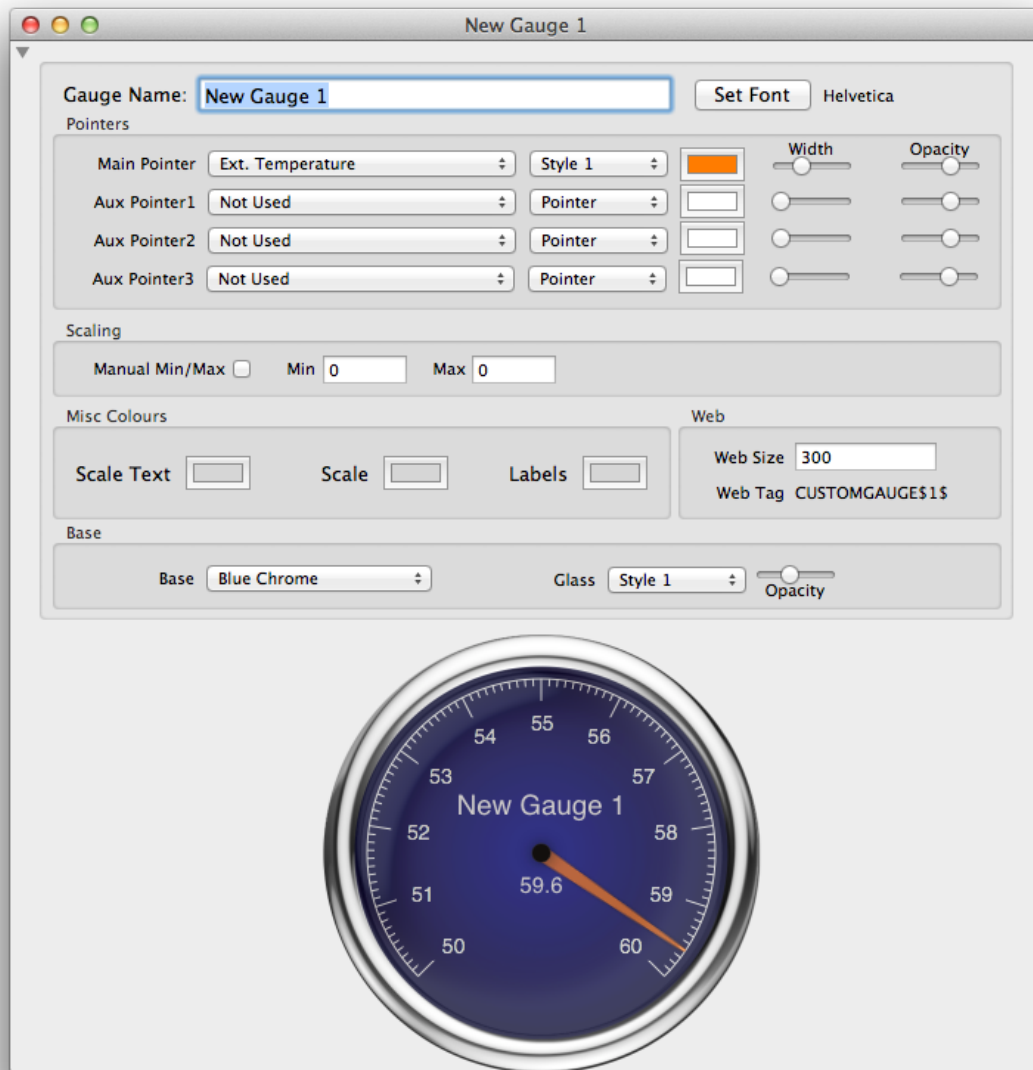 New Gauge 1
Gauge Name: New Gauge 1 Set Font Helvetica
Pointers
Width Opacity
Main Pointer Ext. Temperature Style 1
Aux Pointer1 Not Used Pointer
Aux Pointer2 Not Used Pointer
Aux Pointer3 Not Used Pointer
Scaling
Manual Min/Max Min 0 Max 0
Misc Colours Web
Scale Text Scale Labels
Web Size 300
Web Tag CUSTOMGAUGE$1$
Base
Base Blue Chrome Glass Style 1
Opacity
55
54 56
53 57
New Gauge 1
52 58
59.6
51 59
50 60